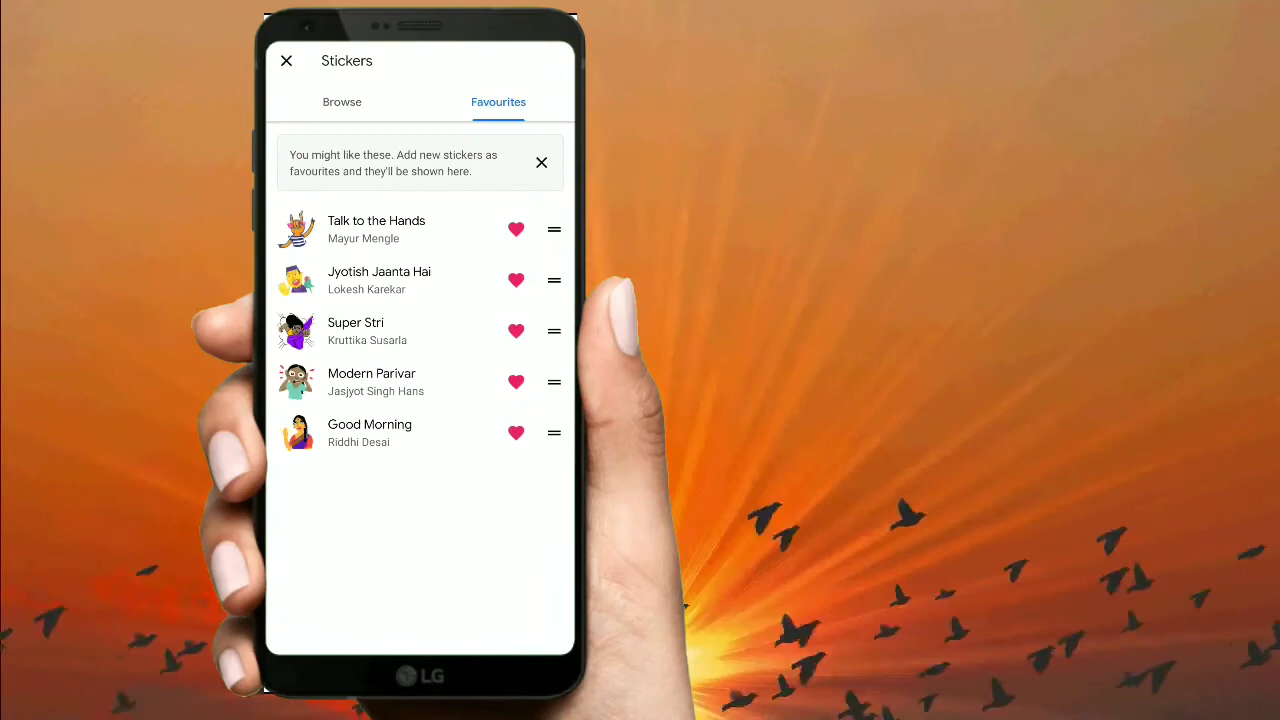 Stickers
Browse
Favourites
You might like these. Add new stickers as
favourites and they'll be shown here.
Talk to the Hands
Mayur Mengle
Jyotish Jaanta Hai
Lokesh Karekar
Super Stri
Kruttika Susarla
Modern Parivar
Jasjyot Singh Hans
Good Morning
Riddhi Desai
LG